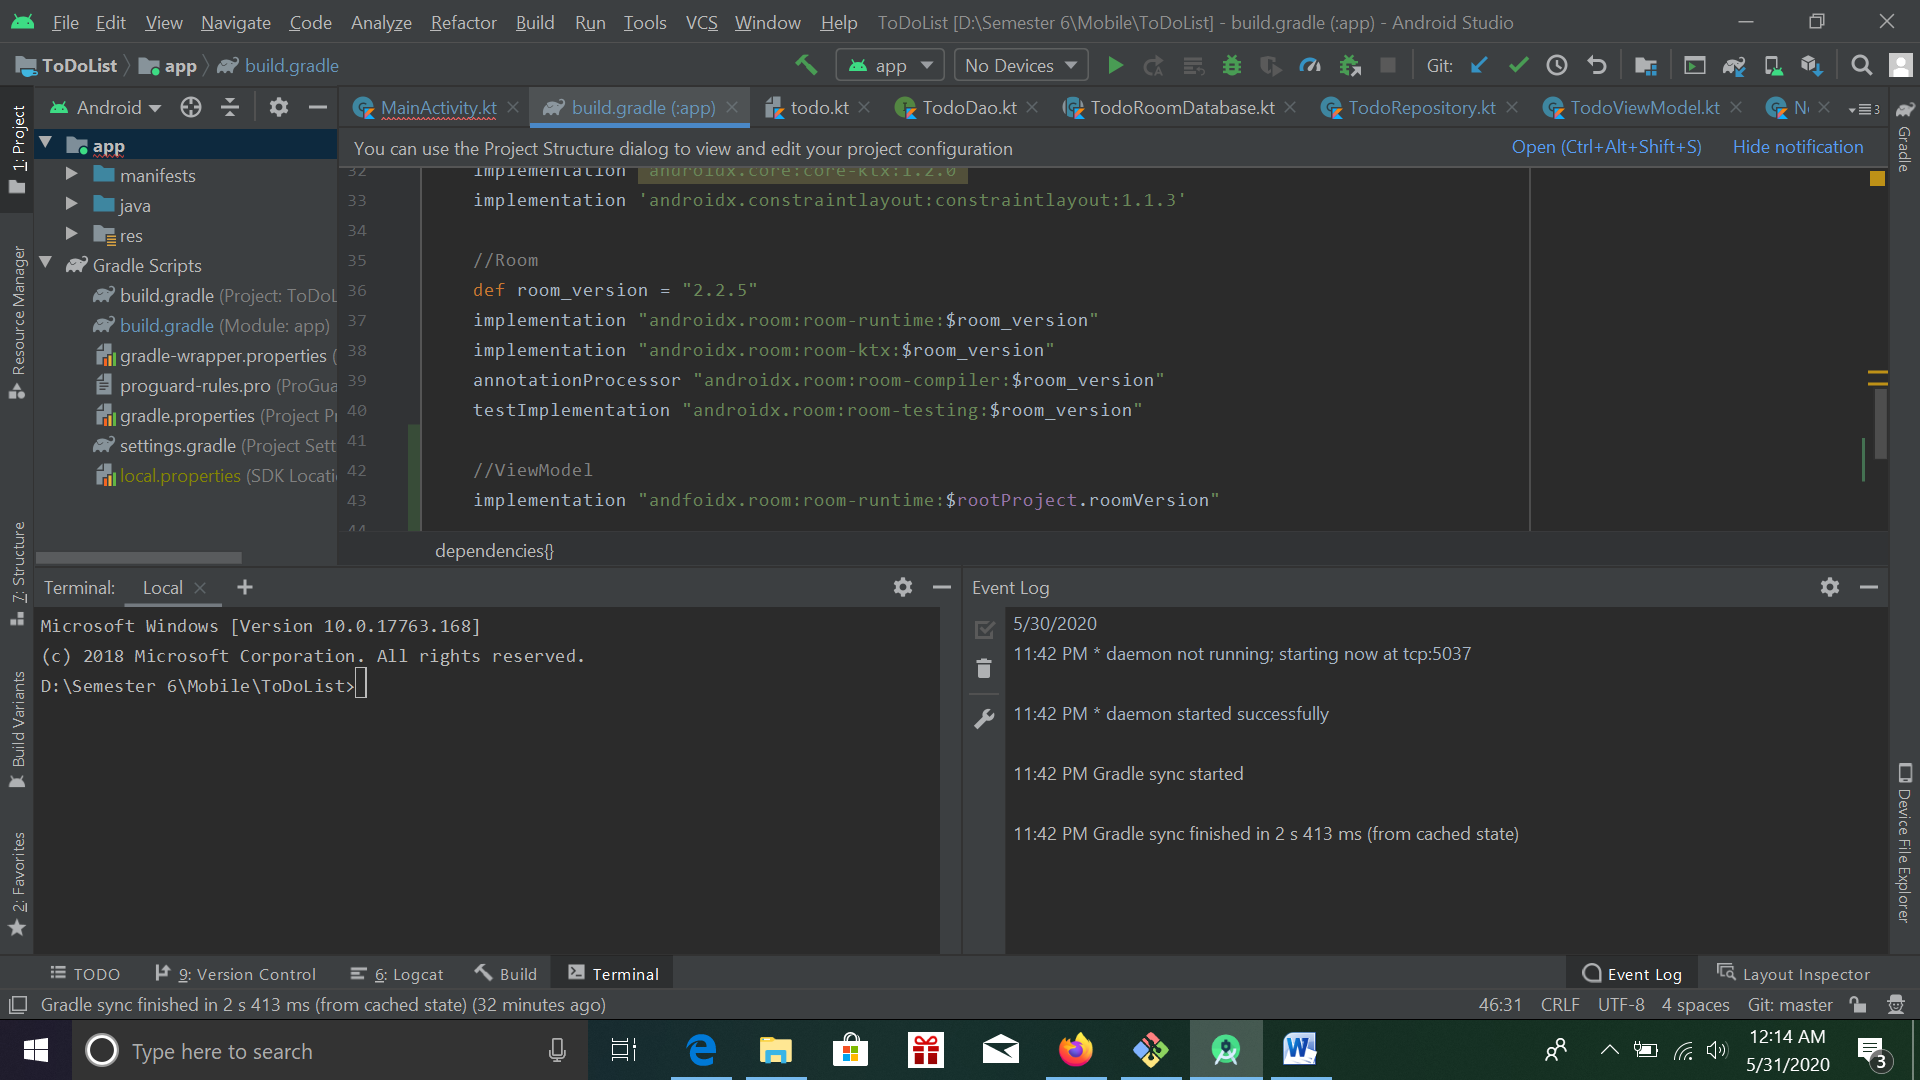 File Edit View Navigate Code Analyze Refactor Build Run Tools VCS Window Help ToDoList [D:\Semester 6\Mobile\ToDoList] - build.gradle (:app) - Android Studio
ToDoList app build.gradle
app No Devices Git:
Android
MainActivity.kt build.gradle (:app) todo.kt TodoDao.kt TodoRoomDatabase.kt TodoRepository.kt TodoViewModel.kt
3
You can use the Project Structure dialog to view and edit your project configuration Open (Ctrl+Alt+Shift+S) Hide notification
1: Project
Resource Manager
7: Structure
Build Variants
2: Favorites
app
manifests
java
res
Gradle Scripts
build.gradle (Project: ToDoL
build.gradle (Module: app)
gradle-wrapper.properties (
proguard-rules.pro (ProGua
gradle.properties (Project Pr
settings.gradle (Project Sett
local.properties (SDK Locati
32 implementation 'androidx.core:core-ktx:1.2.0'
33 implementation 'androidx.constraintlayout:constraintlayout:1.1.3'
34
35 //Room
36 def room_version = "2.2.5"
37 implementation "androidx.room:room-runtime:$room_version"
38 implementation "androidx.room:room-ktx:$room_version"
39 annotationProcessor "androidx.room:room-compiler:$room_version"
40 testImplementation "androidx.room:room-testing:$room_version"
41
42 //ViewModel
43 implementation "andfoidx.room:room-runtime:$rootProject.roomVersion"
44
dependencies{}
Gradle
Device File Explorer
Terminal: Local
Microsoft Windows [Version 10.0.17763.168]
(c) 2018 Microsoft Corporation. All rights reserved.
D:\Semester 6\Mobile\ToDoList>
Event Log
5/30/2020
11:42 PM * daemon not running; starting now at tcp:5037
11:42 PM * daemon started successfully
11:42 PM Gradle sync started
11:42 PM Gradle sync finished in 2 s 413 ms (from cached state)
TODO 9: Version Control 6: Logcat Build Terminal Event Log Layout Inspector
Gradle sync finished in 2 s 413 ms (from cached state) (32 minutes ago) 46:31 CRLF UTF-8 4 spaces Git: master
Type here to search
12:14 AM
5/31/2020
3